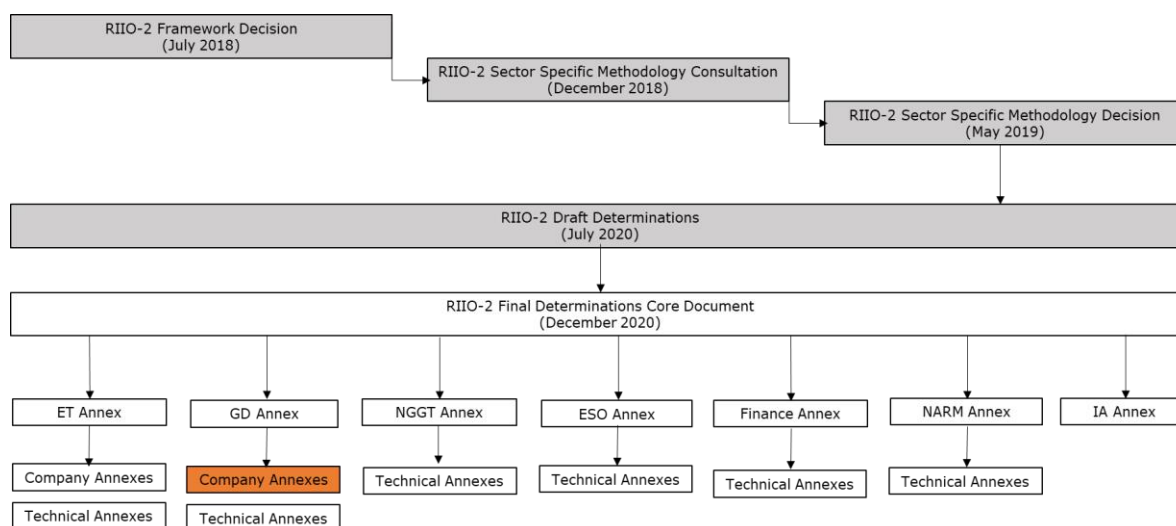 RIIO-2 Framework Decision
(July 2018)
RIIO-2 Sector Specific Methodology Consultation
(December 2018)
RIIO-2 Sector Specific Methodology Decision
(May 2019)
RIIO-2 Draft Determinations
(July 2020)
RIIO-2 Final Determinations Core Document
(December 2020)
ET Annex
GD Annex
NGGT Annex
ESO Annex
Finance Annex
NARM Annex
IA Annex
Company Annexes
Company Annexes
Technical Annexes
Technical Annexes
Technical Annexes
Technical Annexes
Technical Annexes
Technical Annexes